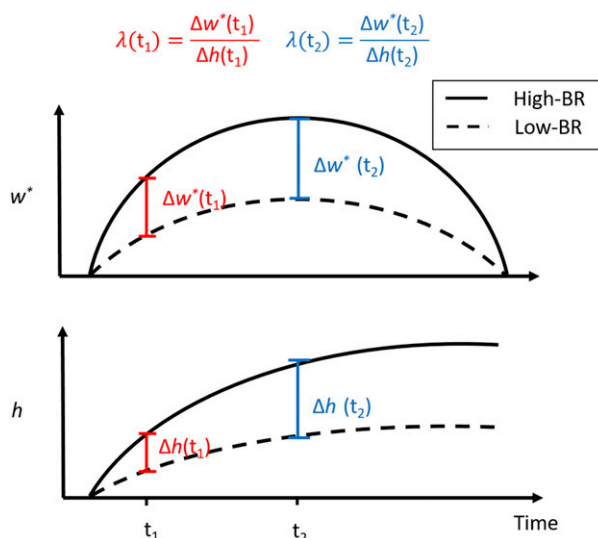 λ(t₁) = Δw*(t₁) / Δh(t₁)  λ(t₂) = Δw*(t₂) / Δh(t₂)
High-BR
Low-BR
w*
Δw*(t₁)
Δw* (t₂)
h
Δh(t₁)
Δh (t₂)
t₁
t₂
Time